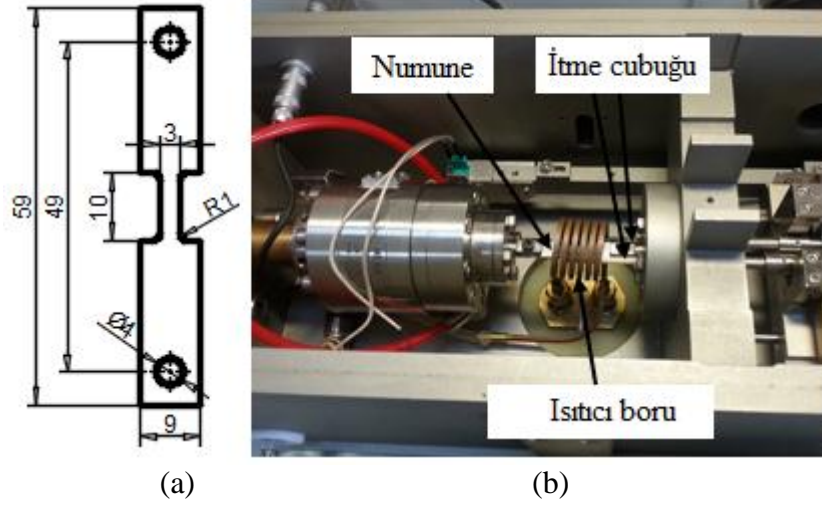 3
59
49
10
R1
Ø4
9
Numune
İtme cubuğu
Isıtıcı boru
(a)
(b)